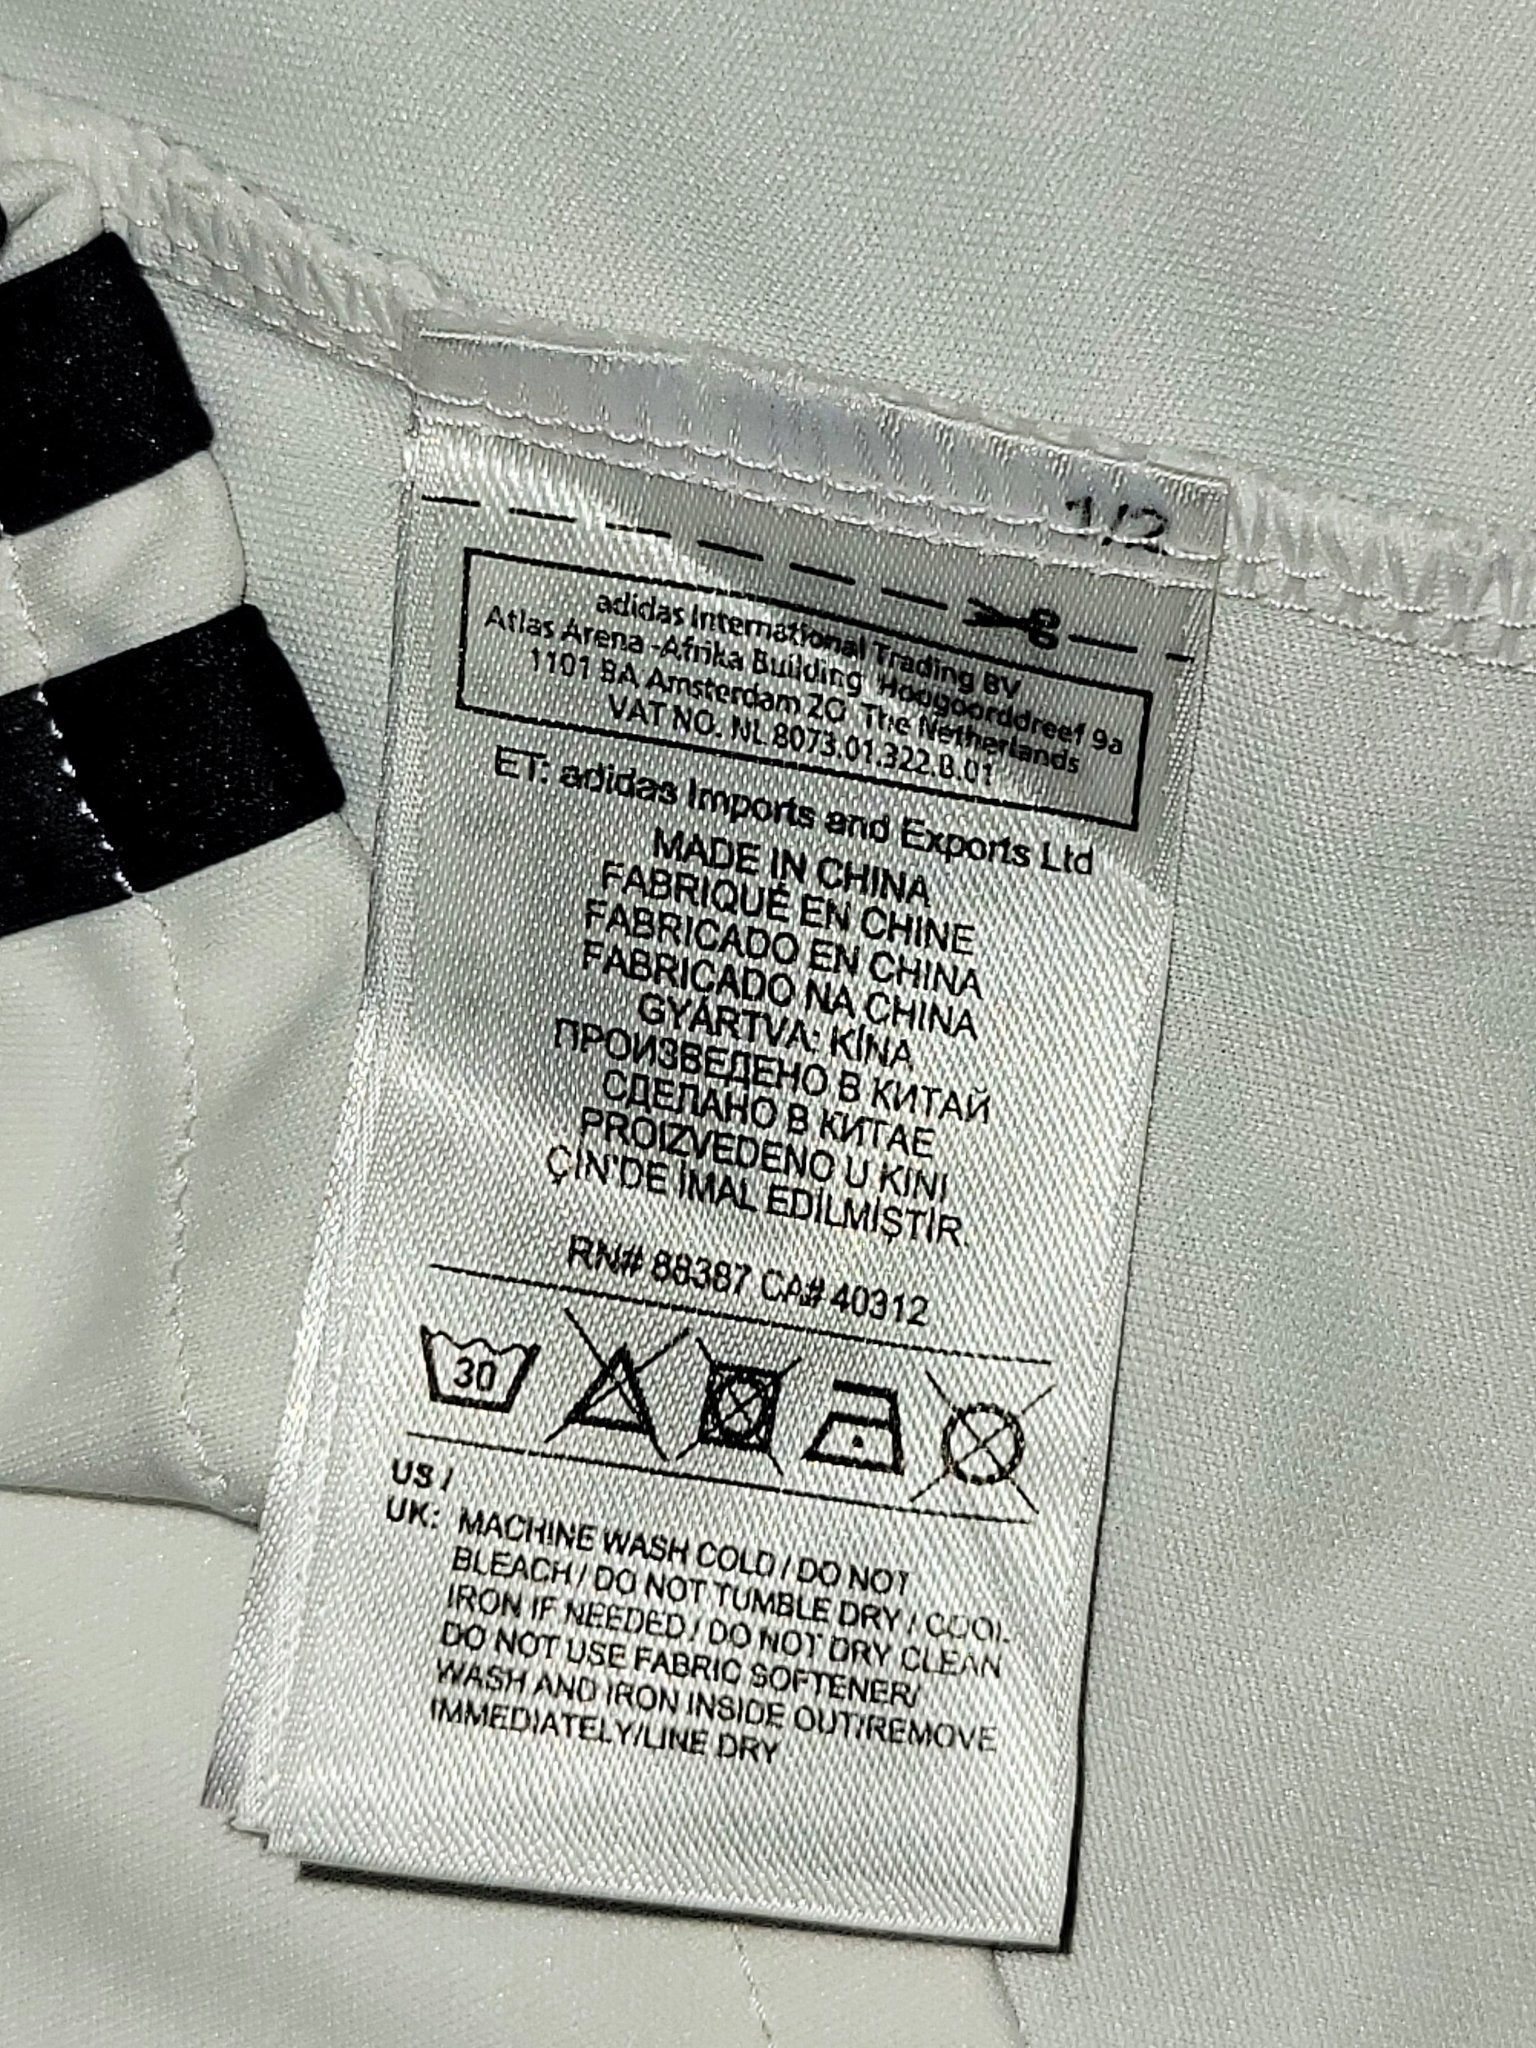 1/2
adidas International Trading BV
Atlas Arena -Afrika Building Hoogoorddreef 9a
1101 BA Amsterdam ZO The Netherlands
VAT NO. NL 8073.01.322.B.01
ET: adidas Imports and Exports Ltd
MADE IN CHINA
FABRIQUÉ EN CHINE
FABRICADO EN CHINA
FABRICADO NA CHINA
GYÁRTVA: KÍNA
ПРОИЗВЕДЕНО В КИТАЙ
СДЕЛАНО В КИТАЕ
PROIZVEDENO U KINI
ÇİN'DE İMAL EDİLMİŞTİR.
RN# 88387 CA# 40312
30
US /
UK: MACHINE WASH COLD / DO NOT
BLEACH / DO NOT TUMBLE DRY / COOL
IRON IF NEEDED / DO NOT DRY CLEAN
DO NOT USE FABRIC SOFTENER/
WASH AND IRON INSIDE OUT/REMOVE
IMMEDIATELY/LINE DRY